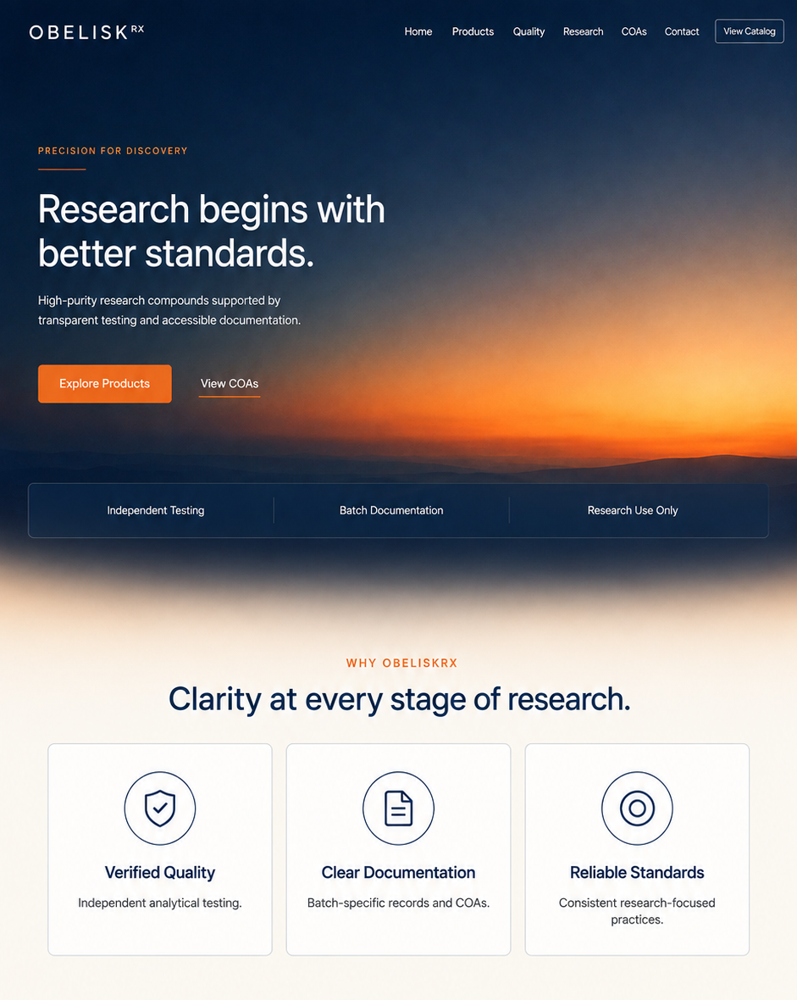 OBELISK RX
Home
Products
Quality
Research
COAs
Contact
View Catalog
PRECISION FOR DISCOVERY
Research begins with
better standards.
High-purity research compounds supported by
transparent testing and accessible documentation.
Explore Products
View COAs
Independent Testing
Batch Documentation
Research Use Only
WHY OBELISKRX
Clarity at every stage of research.
Verified Quality
Independent analytical testing.
Clear Documentation
Batch-specific records and COAs.
Reliable Standards
Consistent research-focused
practices.